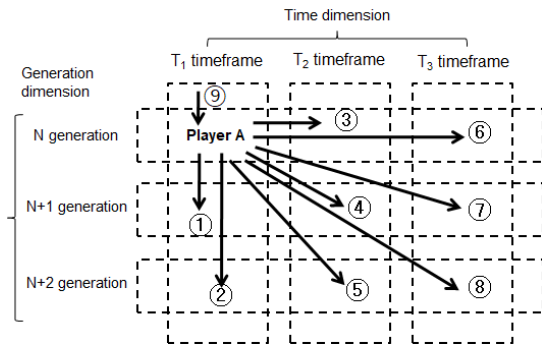 Time dimension
T₁ timeframe T₂ timeframe T₃ timeframe
Generation
dimension
⑨
③
N generation Player A ⑥
N+1 generation ④ ⑦
①
N+2 generation ② ⑤ ⑧